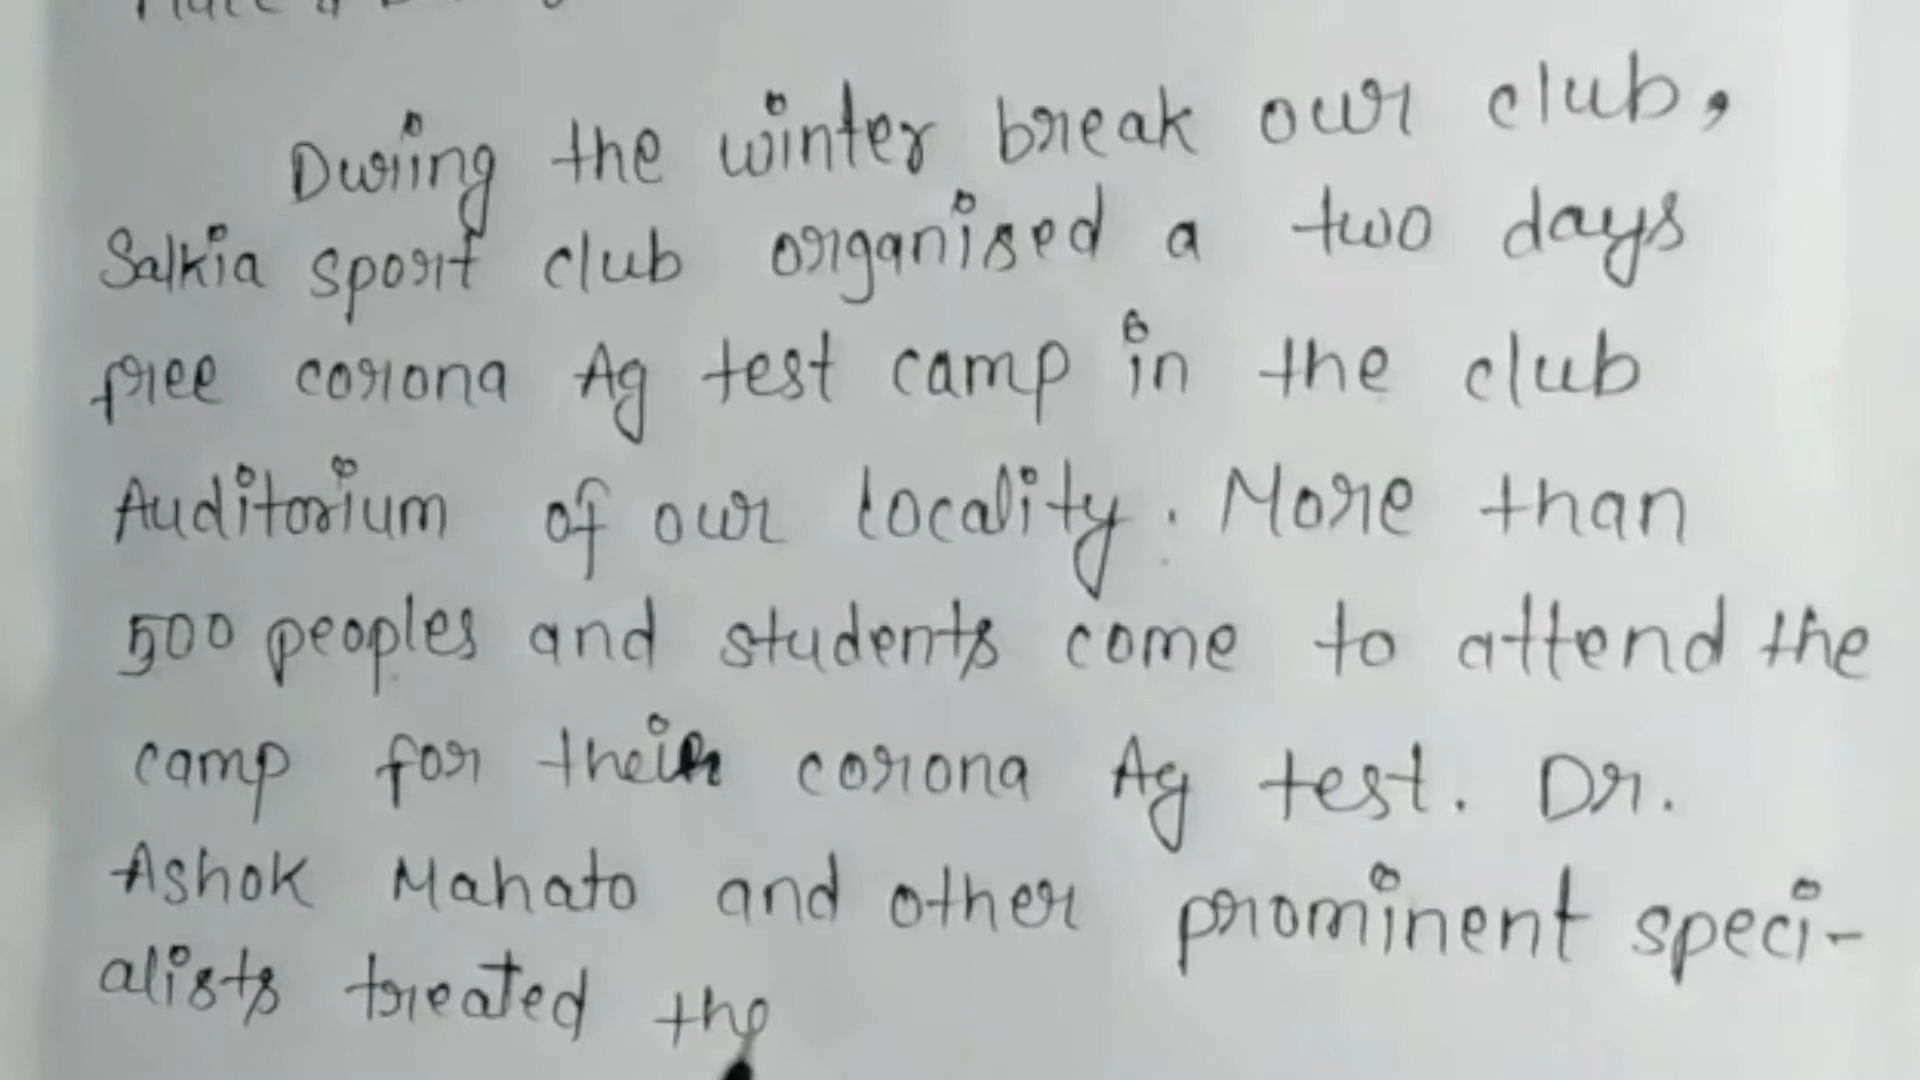 During the winter break our club,
Salkia sport club organised a two days
free corona Ag test camp in the club
Auditorium of our locality. More than
500 peoples and students come to attend the
camp for their corona Ag test. Dr.
Ashok Mahato and other prominent speci-
alists treated the